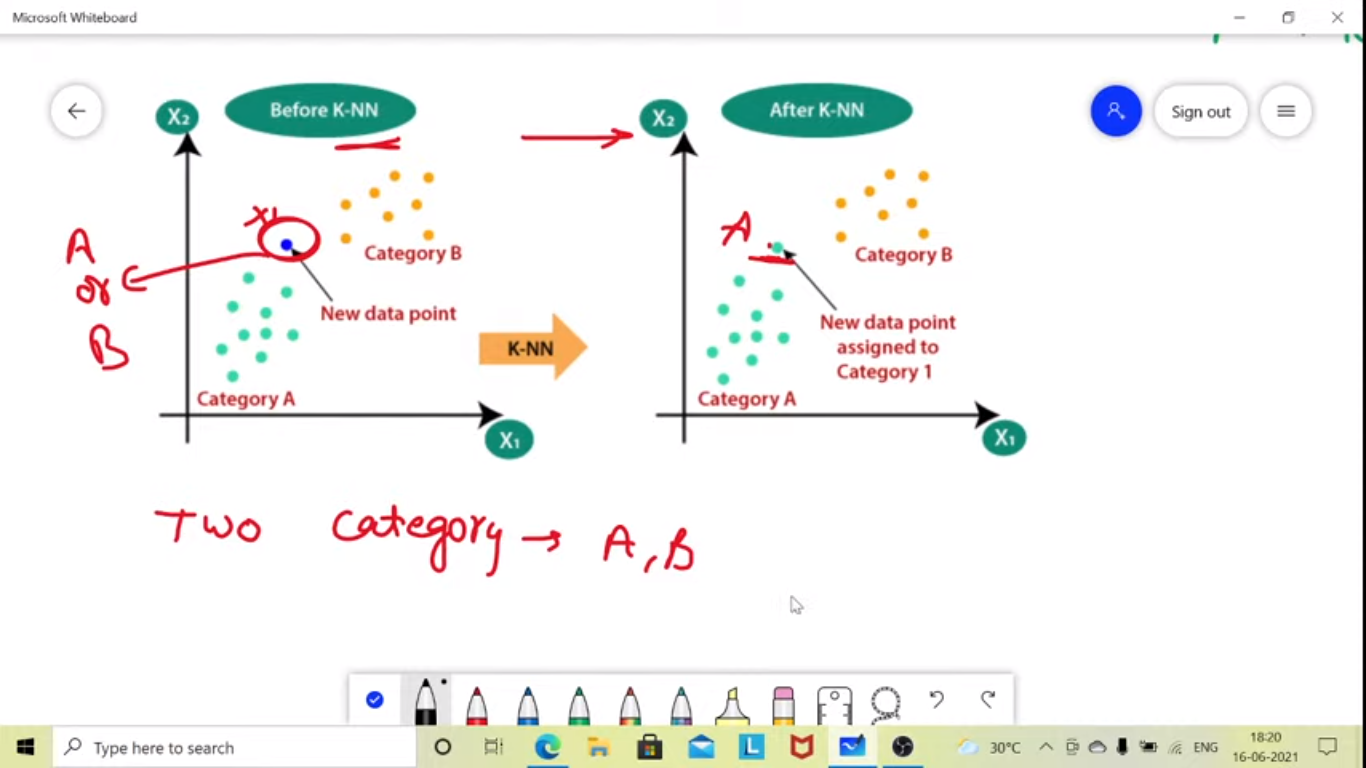 Microsoft Whiteboard
X₂
Before K-NN
X₂
After K-NN
Sign out
X1
A
or
B
Category B
New data point
Category A
X₁
K-NN
A
Category B
New data point
assigned to
Category 1
Category A
X₁
Two Category → A, B
Type here to search
30°C
ENG
18:20
16-06-2021